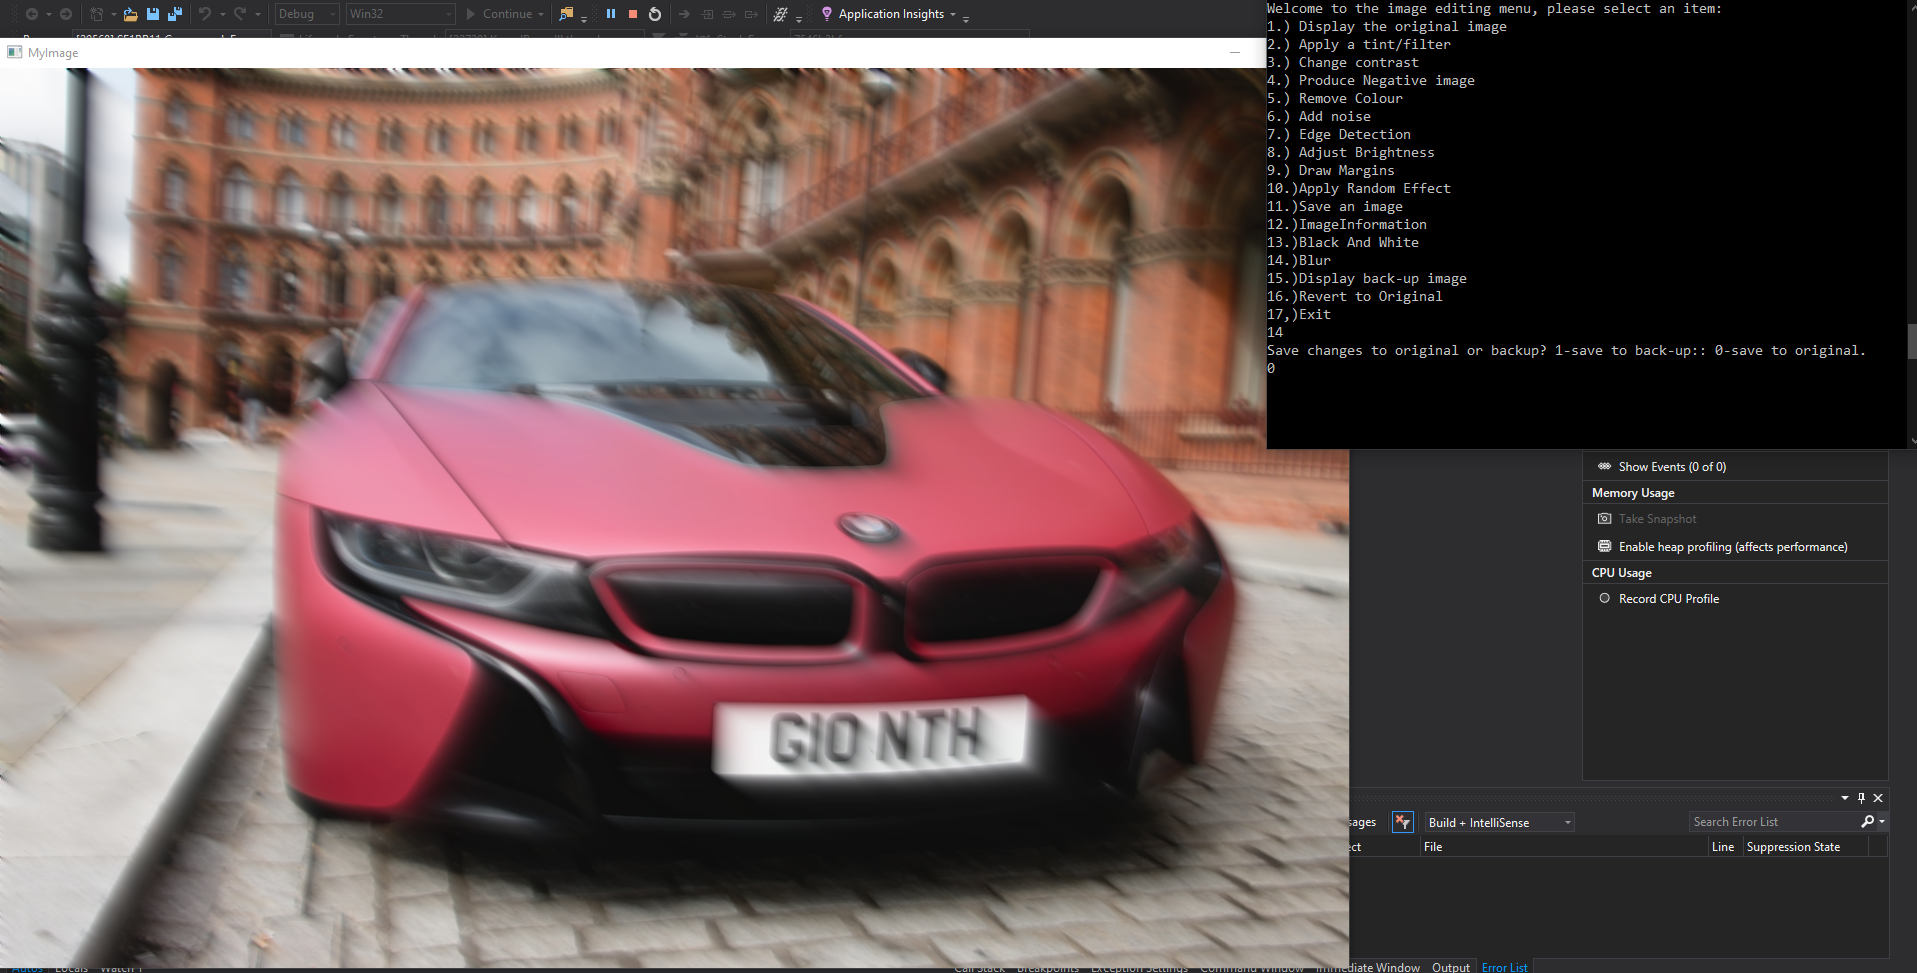 Debug
Win32
Continue
Application Insights
MyImage
G10 NTH
Welcome to the image editing menu, please select an item:
1.) Display the original image
2.) Apply a tint/filter
3.) Change contrast
4.) Produce Negative image
5.) Remove Colour
6.) Add noise
7.) Edge Detection
8.) Adjust Brightness
9.) Draw Margins
10.)Apply Random Effect
11.)Save an image
12.)ImageInformation
13.)Black And White
14.)Blur
15.)Display back-up image
16.)Revert to Original
17,)Exit
14
Save changes to original or backup? 1-save to back-up:: 0-save to original.
0
Show Events (0 of 0)
Memory Usage
Take Snapshot
Enable heap profiling (affects performance)
CPU Usage
Record CPU Profile
Build + IntelliSense
Search Error List
File Line Suppression State
Autos Locals Watch 1
Call Stack Breakpoints Exception Settings Command Window Immediate Window Output Error List